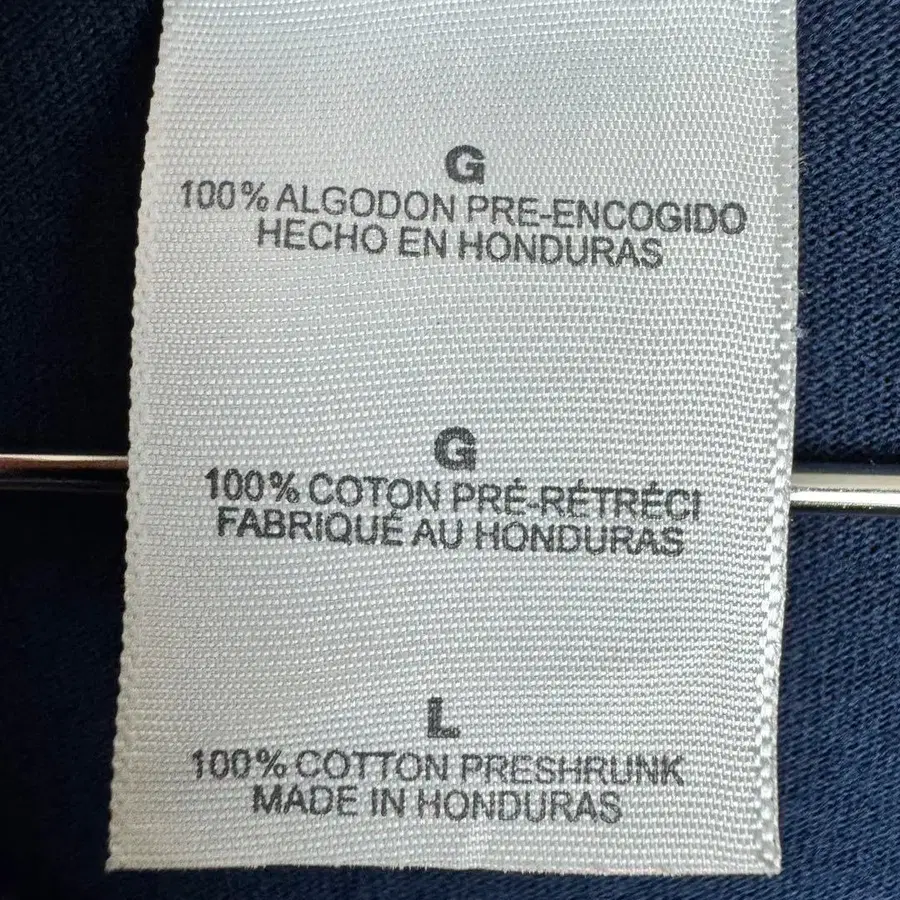 G
100% ALGODON PRE-ENCOGIDO
HECHO EN HONDURAS
G
100% COTON PRÉ-RÉTRÉCI
FABRIQUÉ AU HONDURAS
L
100% COTTON PRESHRUNK
MADE IN HONDURAS